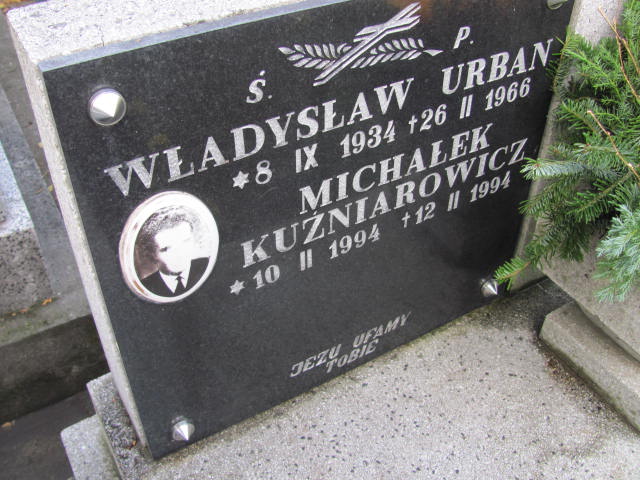 Ś. P.
WŁADYSŁAW URBAN
*8 IX 1934 †26 II 1966
MICHAŁEK
KUŹNIAROWICZ
*10 II 1994 †12 II 1994
JEZU UFAMY
TOBIE